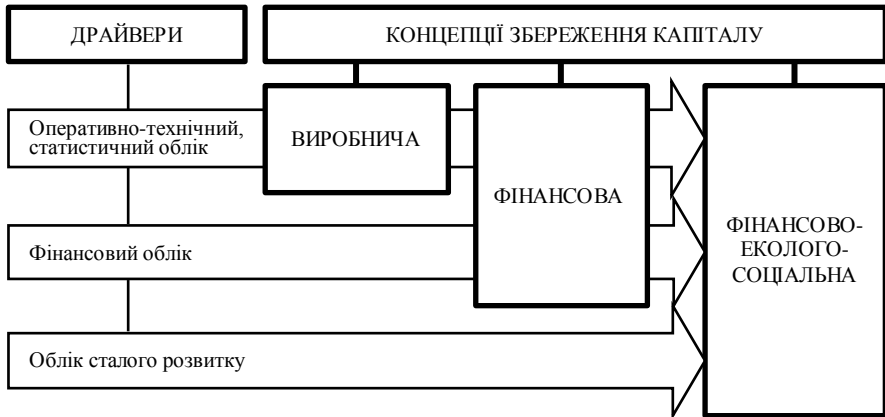 ДРАЙВЕРИ
КОНЦЕПЦІЇ ЗБЕРЕЖЕННЯ КАПІТАЛУ
Оперативно-технічний,
статистичний облік
ВИРОБНИЧА
ФІНАНСОВА
ФІНАНСОВО-
ЕКОЛОГО-
СОЦІАЛЬНА
Фінансовий облік
Облік сталого розвитку